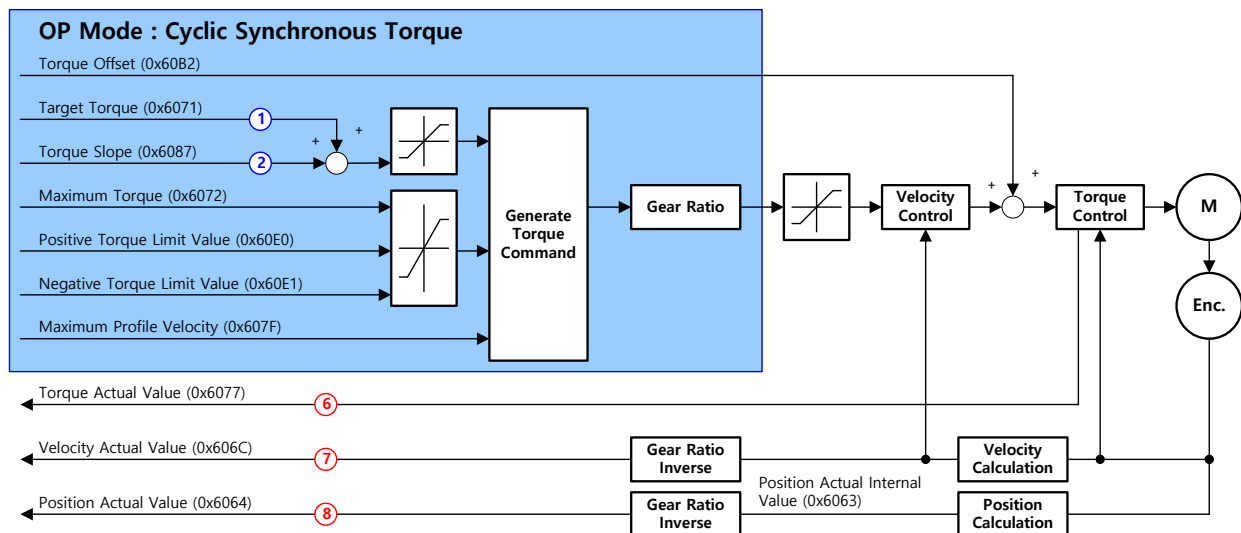 OP Mode : Cyclic Synchronous Torque
Torque Offset (0x60B2)
Target Torque (0x6071)
1
+
+
Torque Slope (0x6087)
2
Maximum Torque (0x6072)
Positive Torque Limit Value (0x60E0)
Negative Torque Limit Value (0x60E1)
Maximum Profile Velocity (0x607F)
Generate
Torque
Command
Gear Ratio
Velocity
Control
+
+
Torque
Control
M
Enc.
Torque Actual Value (0x6077)
6
Velocity Actual Value (0x606C)
7
Gear Ratio
Inverse
Velocity
Calculation
Position Actual Value (0x6064)
8
Gear Ratio
Inverse
Position Actual Internal
Value (0x6063)
Position
Calculation